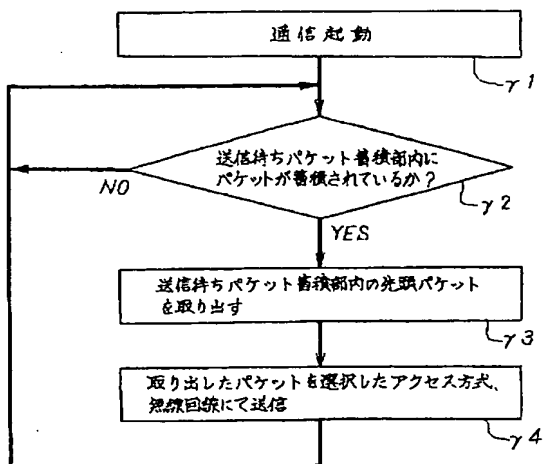 通信起動
γ1
送信待ちパケット蓄積部内に
パケットが蓄積されているか？
NO
γ2
YES
送信待ちパケット蓄積部内の先頭パケット
を取り出す
γ3
取り出したパケットを選択したアクセス方式、
無線回線にて送信
γ4